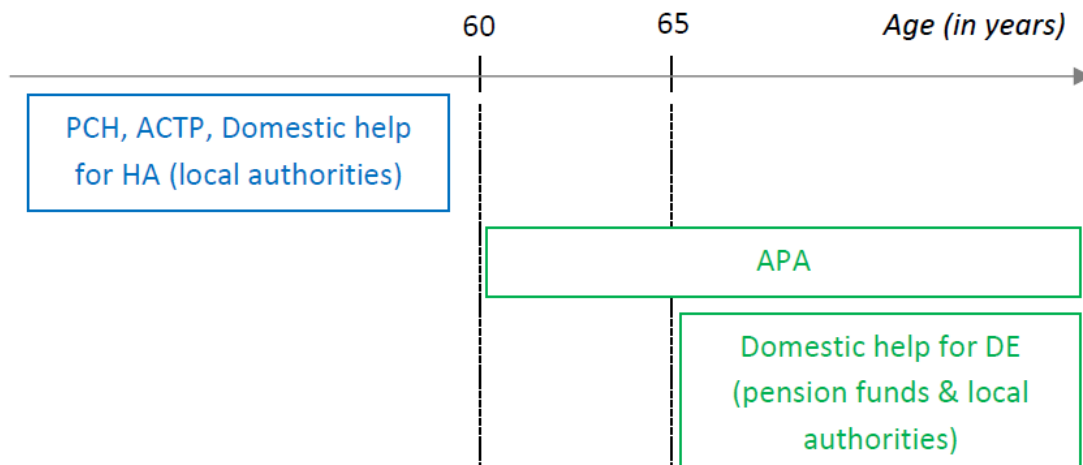 60
65
Age (in years)
PCH, ACTP, Domestic help
for HA (local authorities)
APA
Domestic help for DE
(pension funds & local
authorities)